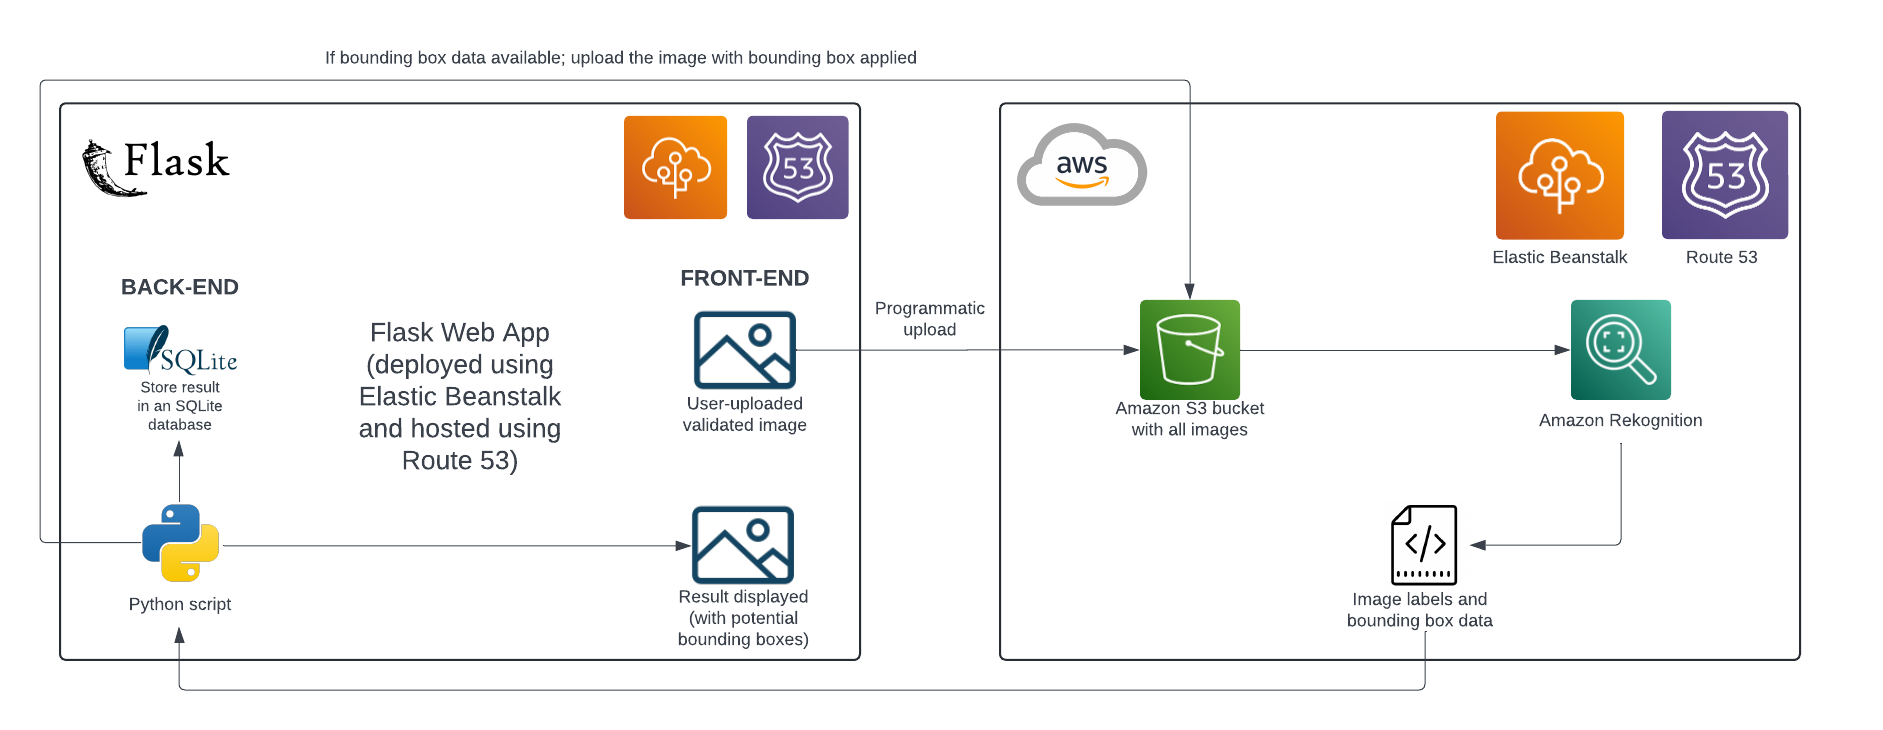 If bounding box data available; upload the image with bounding box applied
Flask
53
BACK-END
SQLite
Store result
in an SQLite
database
Python script
Flask Web App
(deployed using
Elastic Beanstalk
and hosted using
Route 53)
FRONT-END
User-uploaded
validated image
Result displayed
(with potential
bounding boxes)
Programmatic
upload
aws
Elastic Beanstalk
53
Route 53
Amazon S3 bucket
with all images
Amazon Rekognition
</>
Image labels and
bounding box data